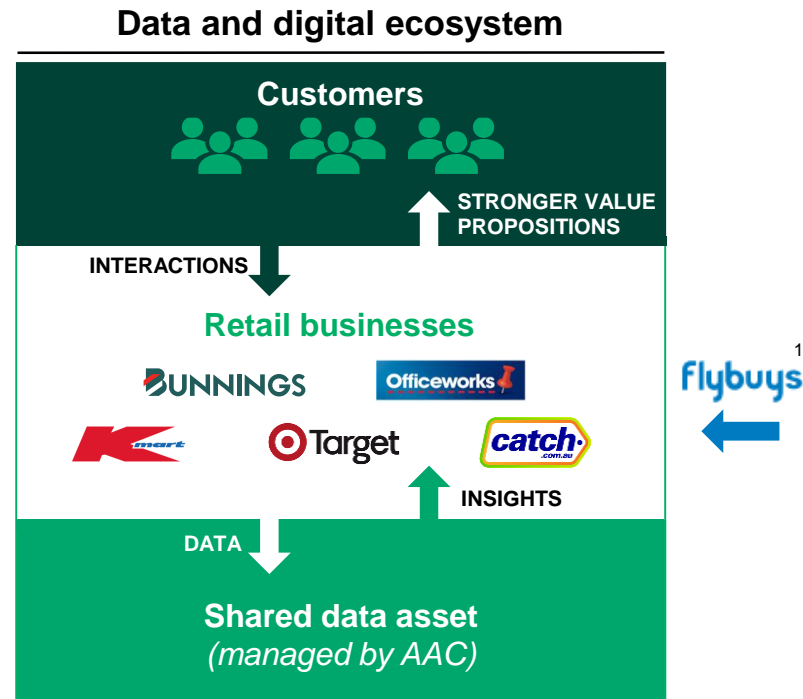 Data and digital ecosystem
Customers
STRONGER VALUE
PROPOSITIONS
INTERACTIONS
Retail businesses
BUNNINGS
Officeworks
flybuys 1
Kmart
Target
catch.
.com.au
INSIGHTS
DATA
Shared data asset
(managed by AAC)